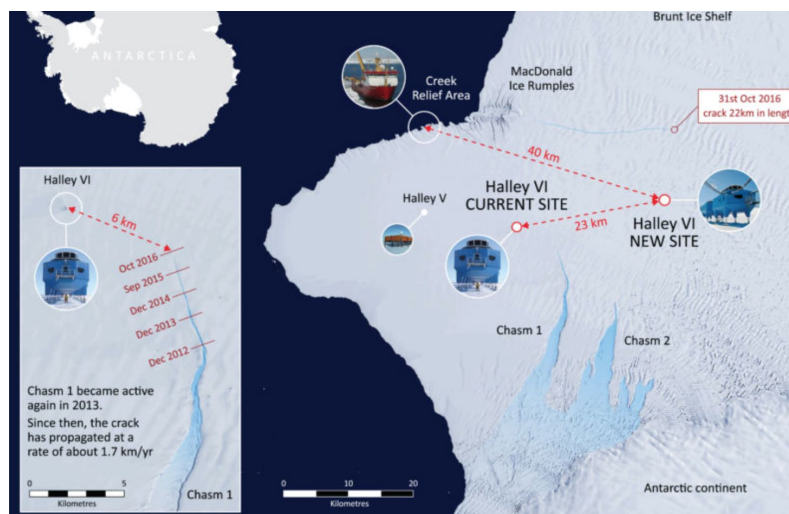 ANTARCTICA
Brunt Ice Shelf
MacDonald
Ice Rumples
Creek
Relief Area
31st Oct 2016
crack 22km in lengt
40 km
Halley VI
CURRENT SITE
Halley V
23 km
Halley VI
NEW SITE
Chasm 1
Chasm 2
Antarctic continent
0 10 20
Kilometres
Halley VI
6 km
Oct 2016
Sep 2015
Dec 2014
Dec 2013
Dec 2012
Chasm 1 became active
again in 2013.
Since then, the crack
has propagated at a
rate of about 1.7 km/yr
0 5
Kilometres
Chasm 1